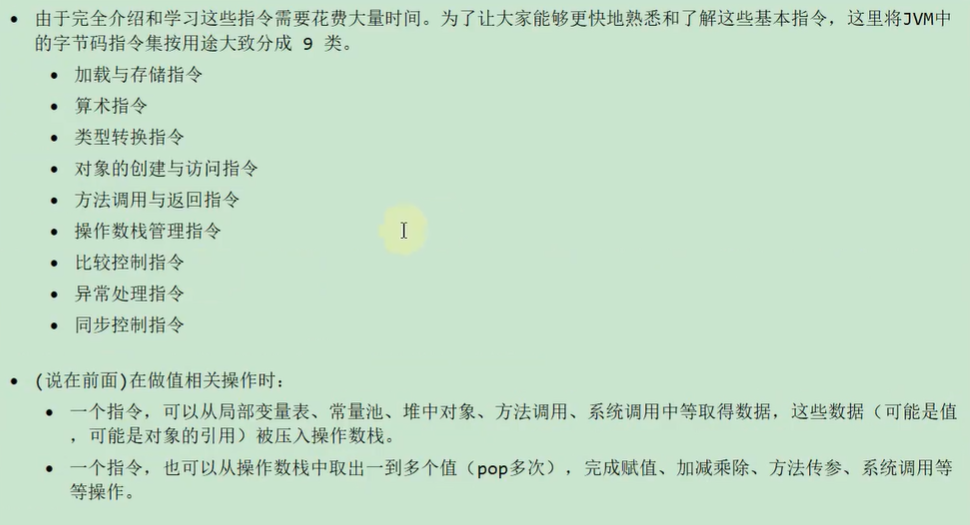 由于完全介绍和学习这些指令需要花费大量时间。为了让大家能够更快地熟悉和了解这些基本指令，这里将JVM中
的字节码指令集按用途大致分成 9 类。
加载与存储指令
算术指令
类型转换指令
对象的创建与访问指令
方法调用与返回指令
操作数栈管理指令
比较控制指令
异常处理指令
同步控制指令
(说在前面)在做值相关操作时：
一个指令，可以从局部变量表、常量池、堆中对象、方法调用、系统调用中等取得数据，这些数据（可能是值
，可能是对象的引用）被压入操作数栈。
一个指令，也可以从操作数栈中取出一到多个值（pop多次），完成赋值、加减乘除、方法传参、系统调用等
等操作。